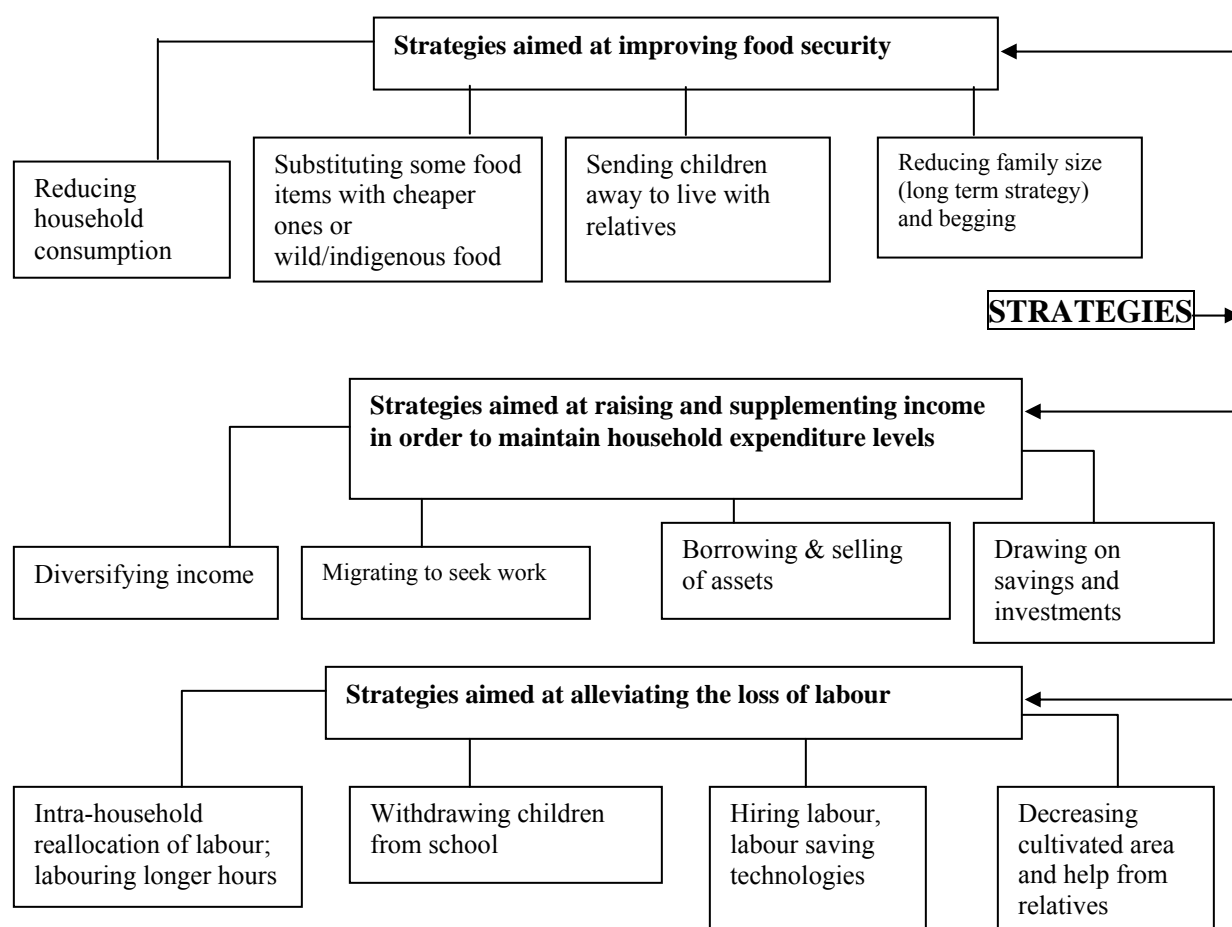 Strategies aimed at improving food security
Reducing
household
consumption
Substituting some food
items with cheaper
ones or
wild/indigenous food
Sending children
away to live with
relatives
Reducing family size
(long term strategy)
and begging
STRATEGIES
Strategies aimed at raising and supplementing income
in order to maintain household expenditure levels
Diversifying income
Migrating to seek work
Borrowing & selling
of assets
Drawing on
savings and
investments
Strategies aimed at alleviating the loss of labour
Intra-household
reallocation of labour;
labouring longer hours
Withdrawing children
from school
Hiring labour,
labour saving
technologies
Decreasing
cultivated area
and help from
relatives